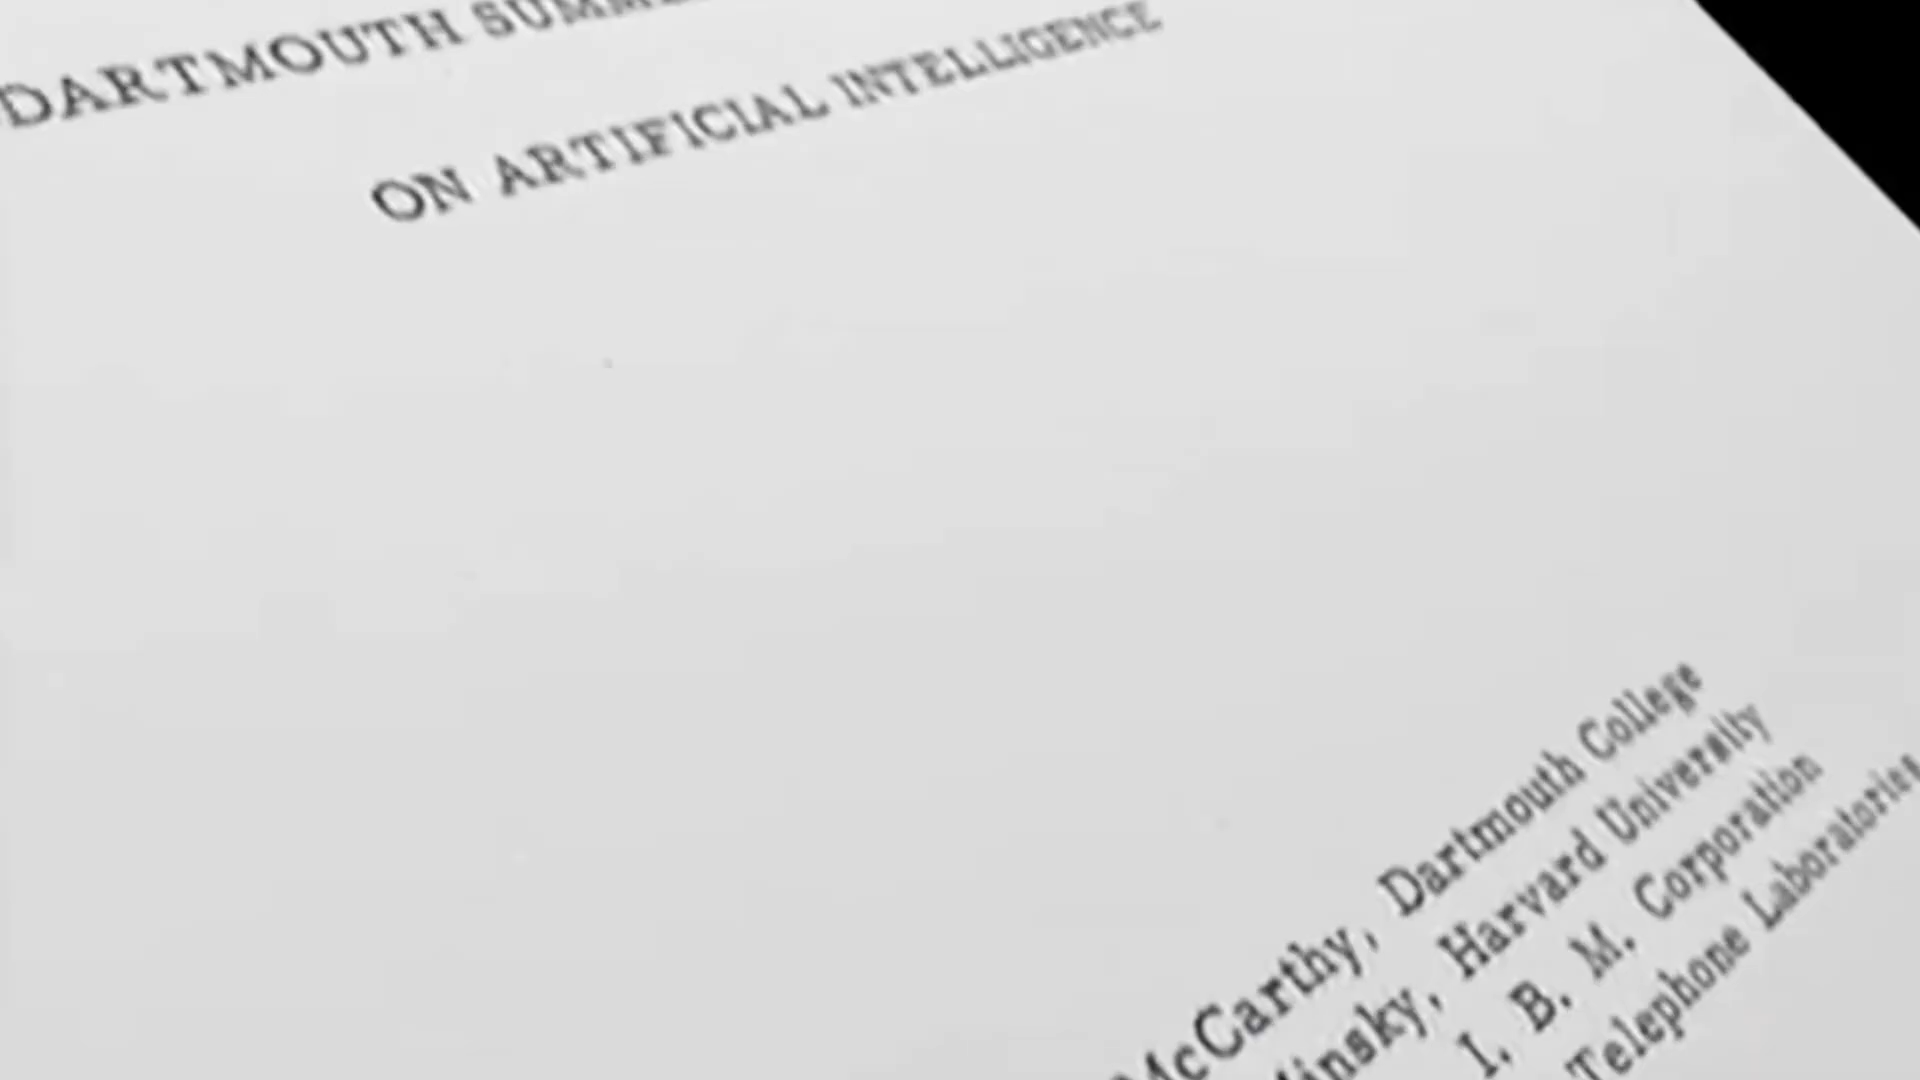 DARTMOUTH
ON ARTIFICIAL INTELLIGENCE
McCarthy, Dartmouth College
Harvard University
I. B. M. Corporation
Telephone Laboratories